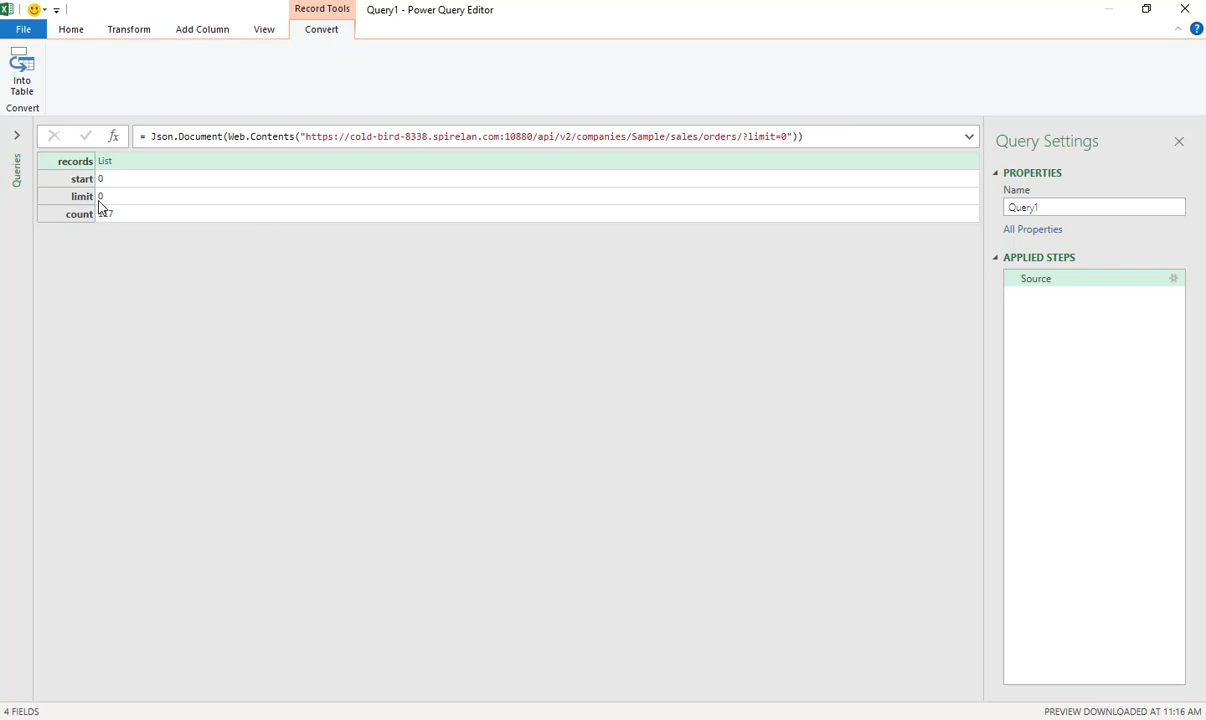 Record Tools
Query1 - Power Query Editor
File
Home
Transform
Add Column
View
Convert
Into
Table
Convert
Queries
fx
= Json.Document(Web.Contents("https://cold-bird-8338.spirelan.com:10880/api/v2/companies/Sample/sales/orders/?limit=0"))
records List
start 0
limit 0
count
Query Settings
PROPERTIES
Name
Query1
All Properties
APPLIED STEPS
Source
4 FIELDS
PREVIEW DOWNLOADED AT 11:16 AM